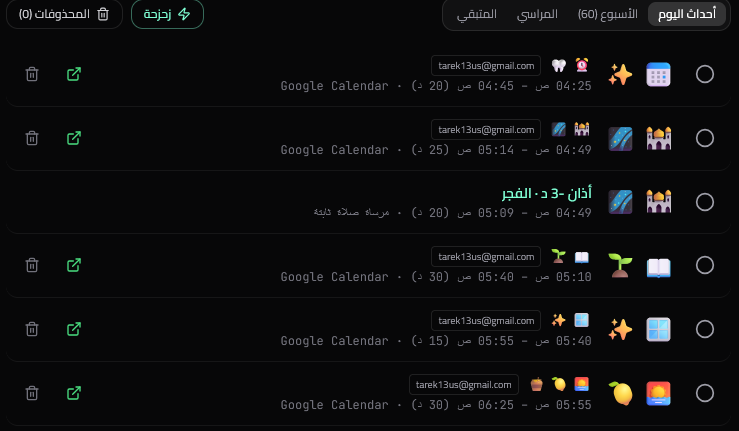 أحداث اليوم
الأسبوع (60)
المراسي
المتبقي
زحزحة
المحذوفات (0)
tarek13us@gmail.com
04:25 ص – 04:45 ص (20 د) · Google Calendar
tarek13us@gmail.com
04:49 ص – 05:14 ص (25 د) · Google Calendar
أذان -3 د · الفجر
04:49 ص – 05:09 ص (20 د) · مرساة صلاة ثابتة
tarek13us@gmail.com
05:10 ص – 05:40 ص (30 د) · Google Calendar
tarek13us@gmail.com
05:40 ص – 05:55 ص (15 د) · Google Calendar
tarek13us@gmail.com
05:55 ص – 06:25 ص (30 د) · Google Calendar